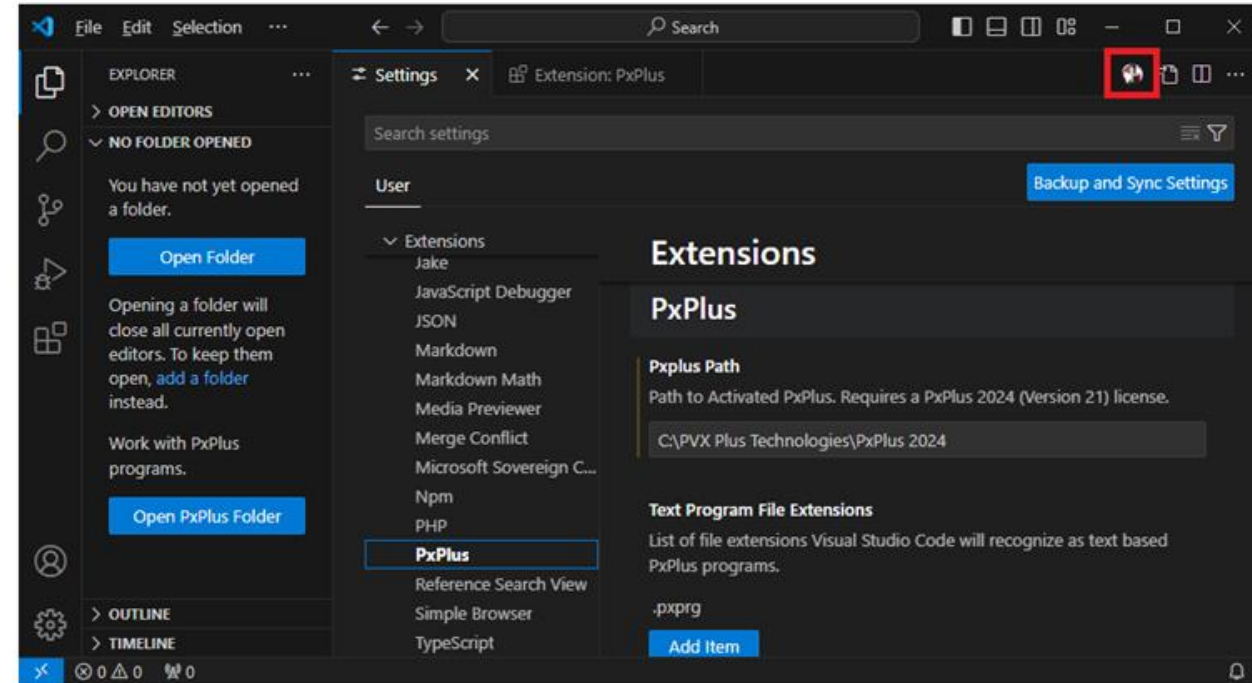 File Edit Selection ···
Search
EXPLORER ···
OPEN EDITORS
NO FOLDER OPENED
You have not yet opened
a folder.
Open Folder
Opening a folder will
close all currently open
editors. To keep them
open, add a folder
instead.
Work with PxPlus
programs.
Open PxPlus Folder
OUTLINE
TIMELINE
Settings
Extension: PxPlus
Search settings
User
Backup and Sync Settings
Extensions
Jake
JavaScript Debugger
JSON
Markdown
Markdown Math
Media Previewer
Merge Conflict
Microsoft Sovereign C...
Npm
PHP
PxPlus
Reference Search View
Simple Browser
TypeScript
Extensions
PxPlus
Pxplus Path
Path to Activated PxPlus. Requires a PxPlus 2024 (Version 21) license.
C:\PVX Plus Technologies\PxPlus 2024
Text Program File Extensions
List of file extensions Visual Studio Code will recognize as text based
PxPlus programs.
.pxprg
Add Item
0 0 0